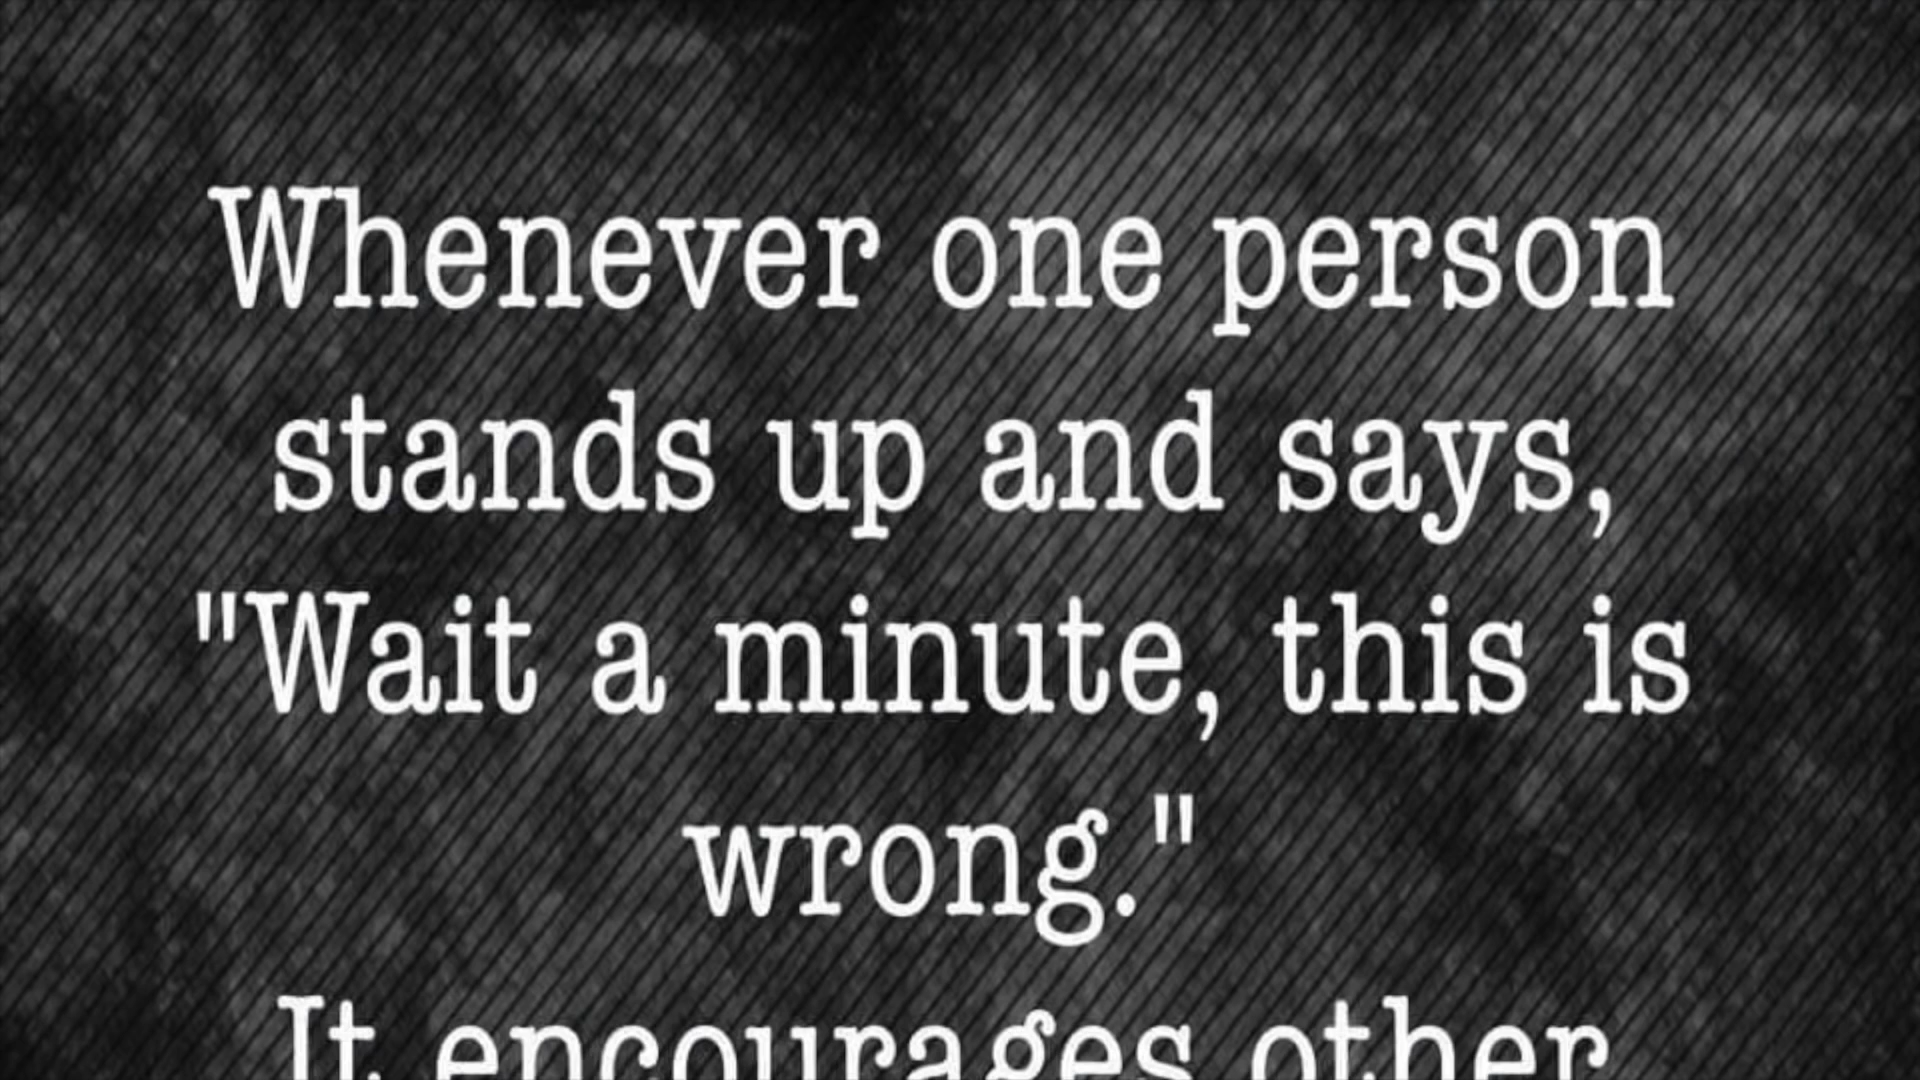 Whenever one person
stands up and says,
"Wait a minute, this is
wrong."
It encourages other